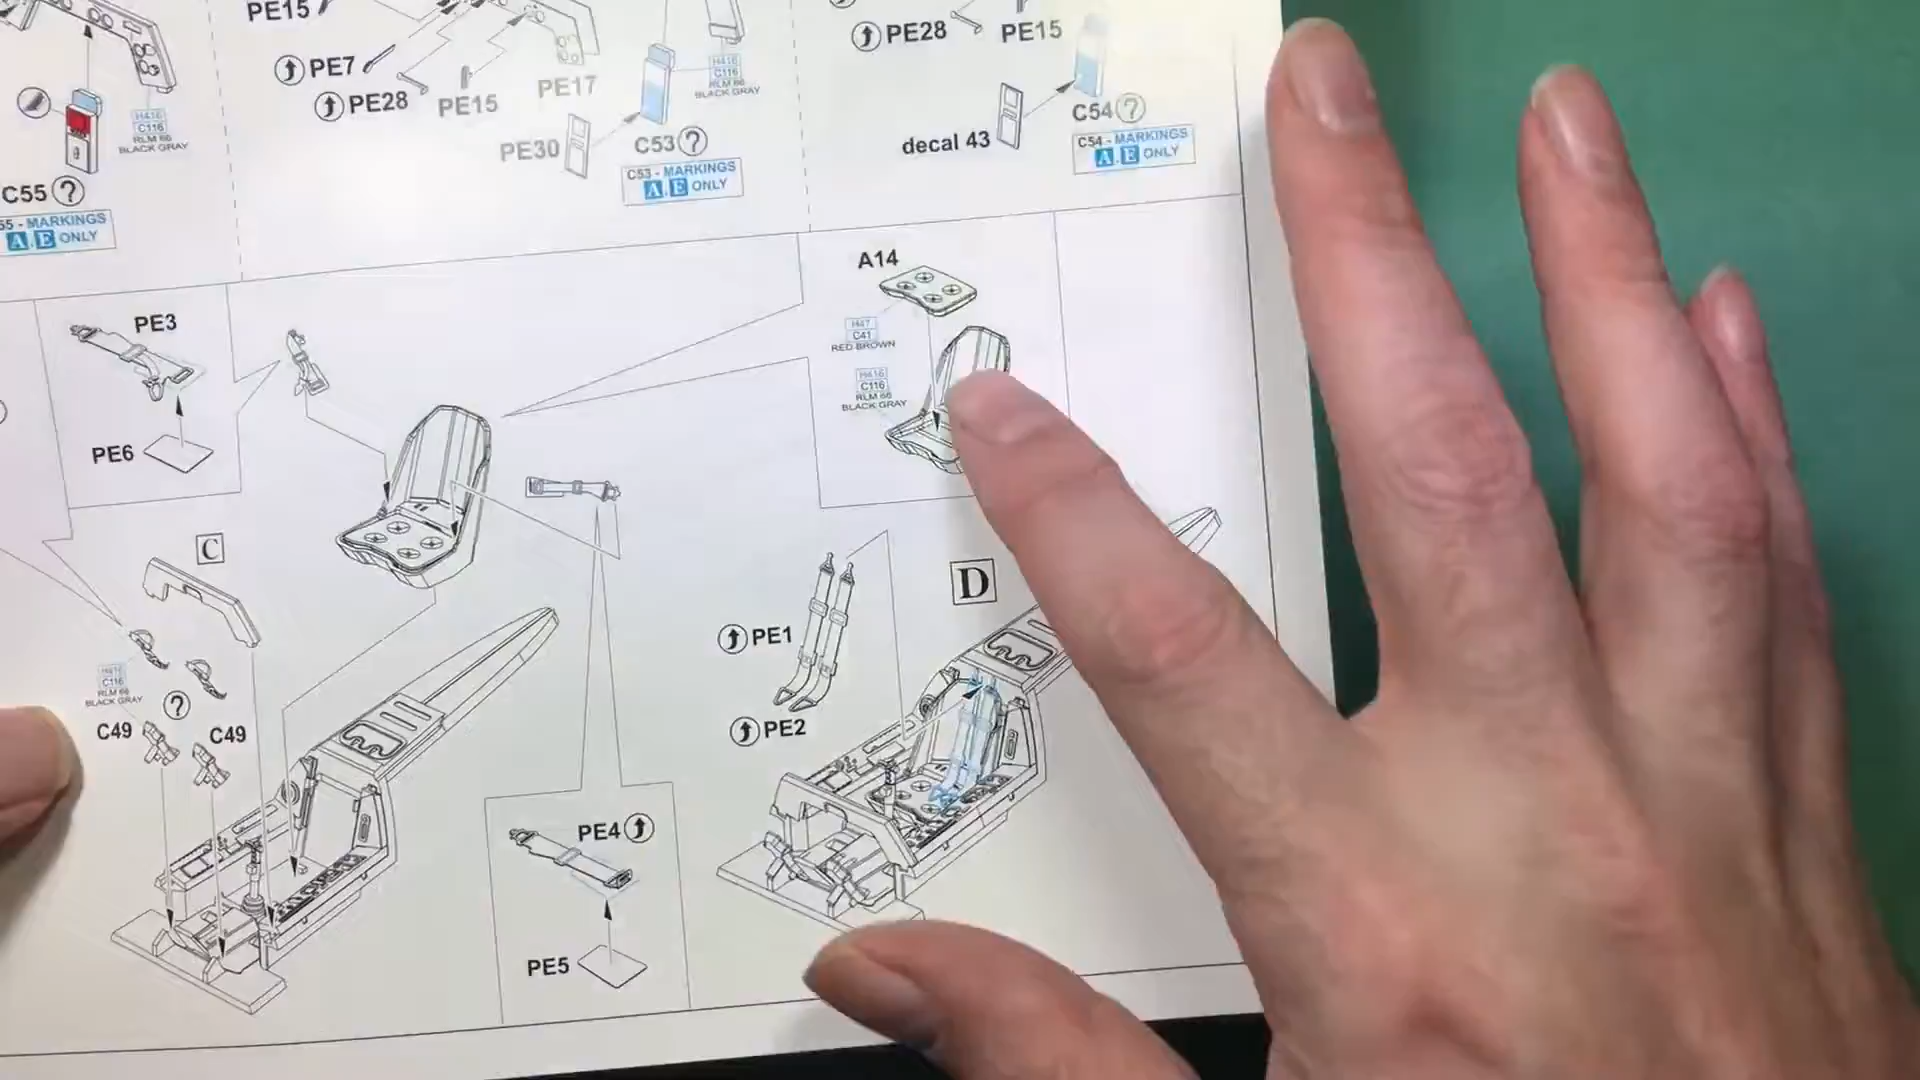 PE15
PE7
PE28
PE15
PE17
PE30
C53 ?
C53 - MARKINGS
A, E ONLY
H416
C116
RLM 66
BLACK GRAY
H416
C116
RLM 66
BLACK GRAY
C55 ?
55 - MARKINGS
A, E ONLY
PE28
PE15
decal 43
C54 ?
C54 - MARKINGS
A, E ONLY
PE3
PE6
A14
H47
C41
RED BROWN
H416
C116
RLM 66
BLACK GRAY
C
H416
C116
RLM 66
BLACK GRAY
?
C49
C49
PE4
PE5
D
PE1
PE2